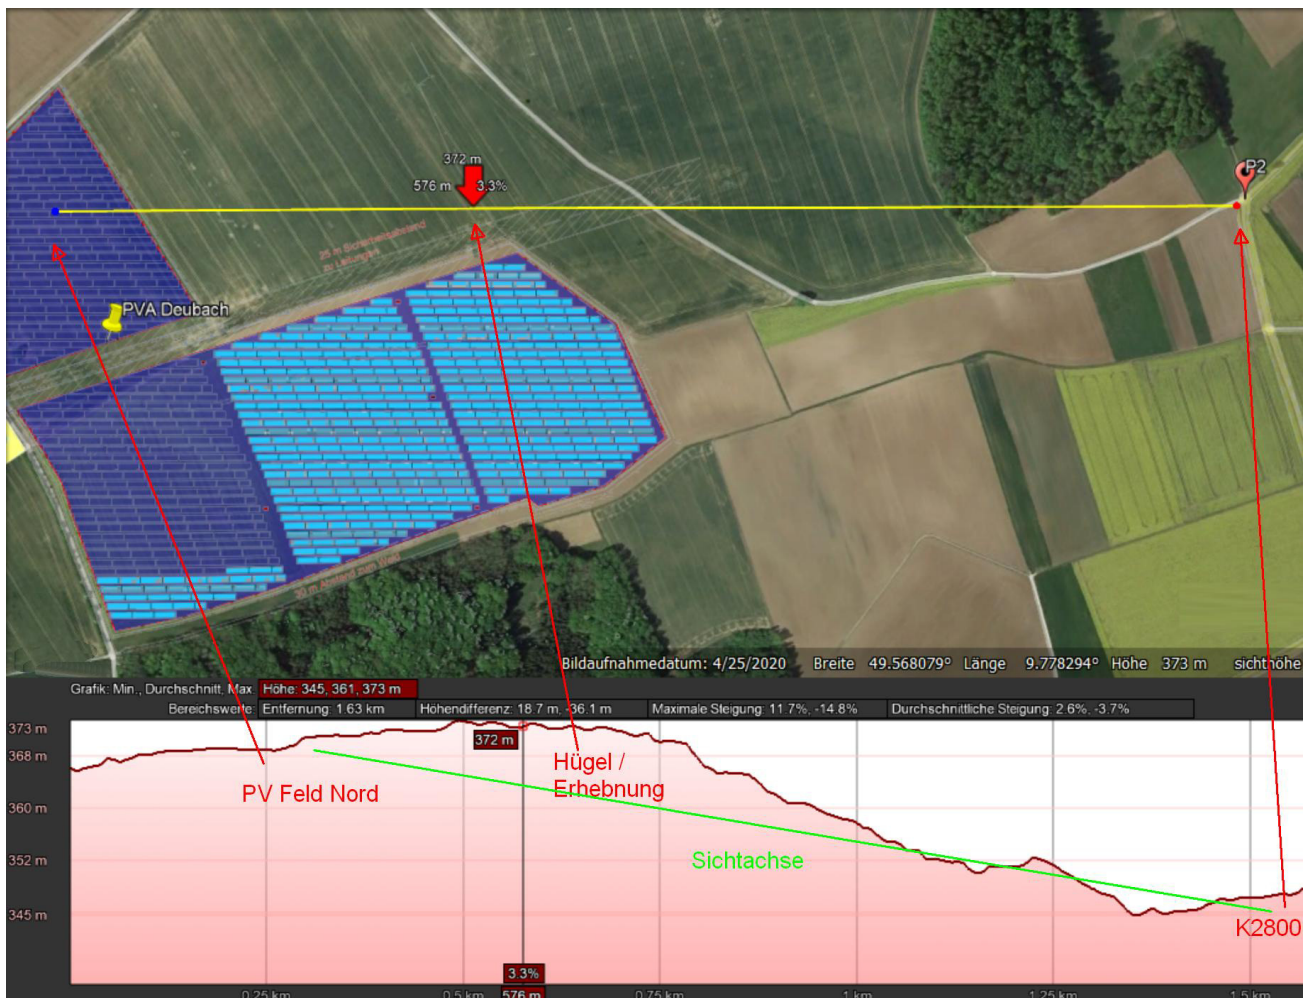 372 m
576 m 3.3%
P2
25 m Sicherheitsabstand
zu Leitungen
PVA Deubach
30 m Abstand zum Wald
Bildaufnahmedatum: 4/25/2020 Breite 49.568079° Länge 9.778294° Höhe 373 m sichthöhe
Grafik: Min., Durchschnitt, Max Höhe: 345, 361, 373 m
Bereichswerte: Entfernung: 1.63 km Höhendifferenz: 18.7 m, -36.1 m Maximale Steigung: 11.7%, -14.8% Durchschnittliche Steigung: 2.6%, -3.7%
373 m
368 m
360 m
352 m
345 m
372 m
Hügel /
Erhebnung
PV Feld Nord
Sichtachse
K2800
3.3%
0.25 km 0.5 km 576 m 0.75 km 1 km 1.25 km 1.5 km